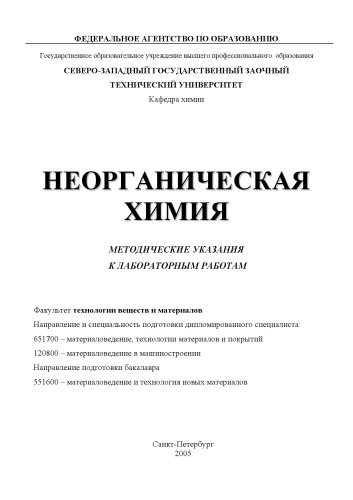 ФЕДЕРАЛЬНОЕ АГЕНТСТВО ПО ОБРАЗОВАНИЮ
Государственное образовательное учреждение высшего профессионального образования
СЕВЕРО-ЗАПАДНЫЙ ГОСУДАРСТВЕННЫЙ ЗАОЧНЫЙ
ТЕХНИЧЕСКИЙ УНИВЕРСИТЕТ
Кафедра химии
НЕОРГАНИЧЕСКАЯ
ХИМИЯ
МЕТОДИЧЕСКИЕ УКАЗАНИЯ
К ЛАБОРАТОРНЫМ РАБОТАМ
Факультет технологии веществ и материалов
Направление и специальность подготовки дипломированного специалиста:
651700 – материаловедение, технологии материалов и покрытий
120800 – материаловедение в машиностроении
Направление подготовки бакалавра
551600 – материаловедение и технология новых материалов
Санкт-Петербург
2005